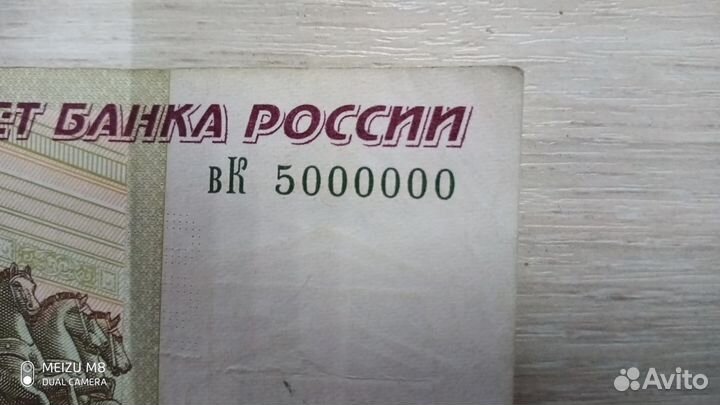 ЕТ БАНКА РОССИИ
вК 5000000
MEIZU M8
DUAL CAMERA
Avito